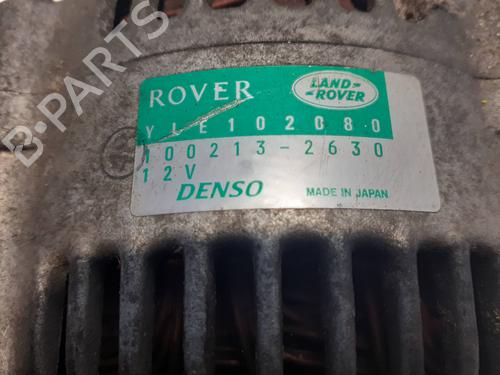 B-PARTS
ROVER
LAND-
ROVER
YLE102080
100213-2630
12V
DENSO
MADE IN JAPAN